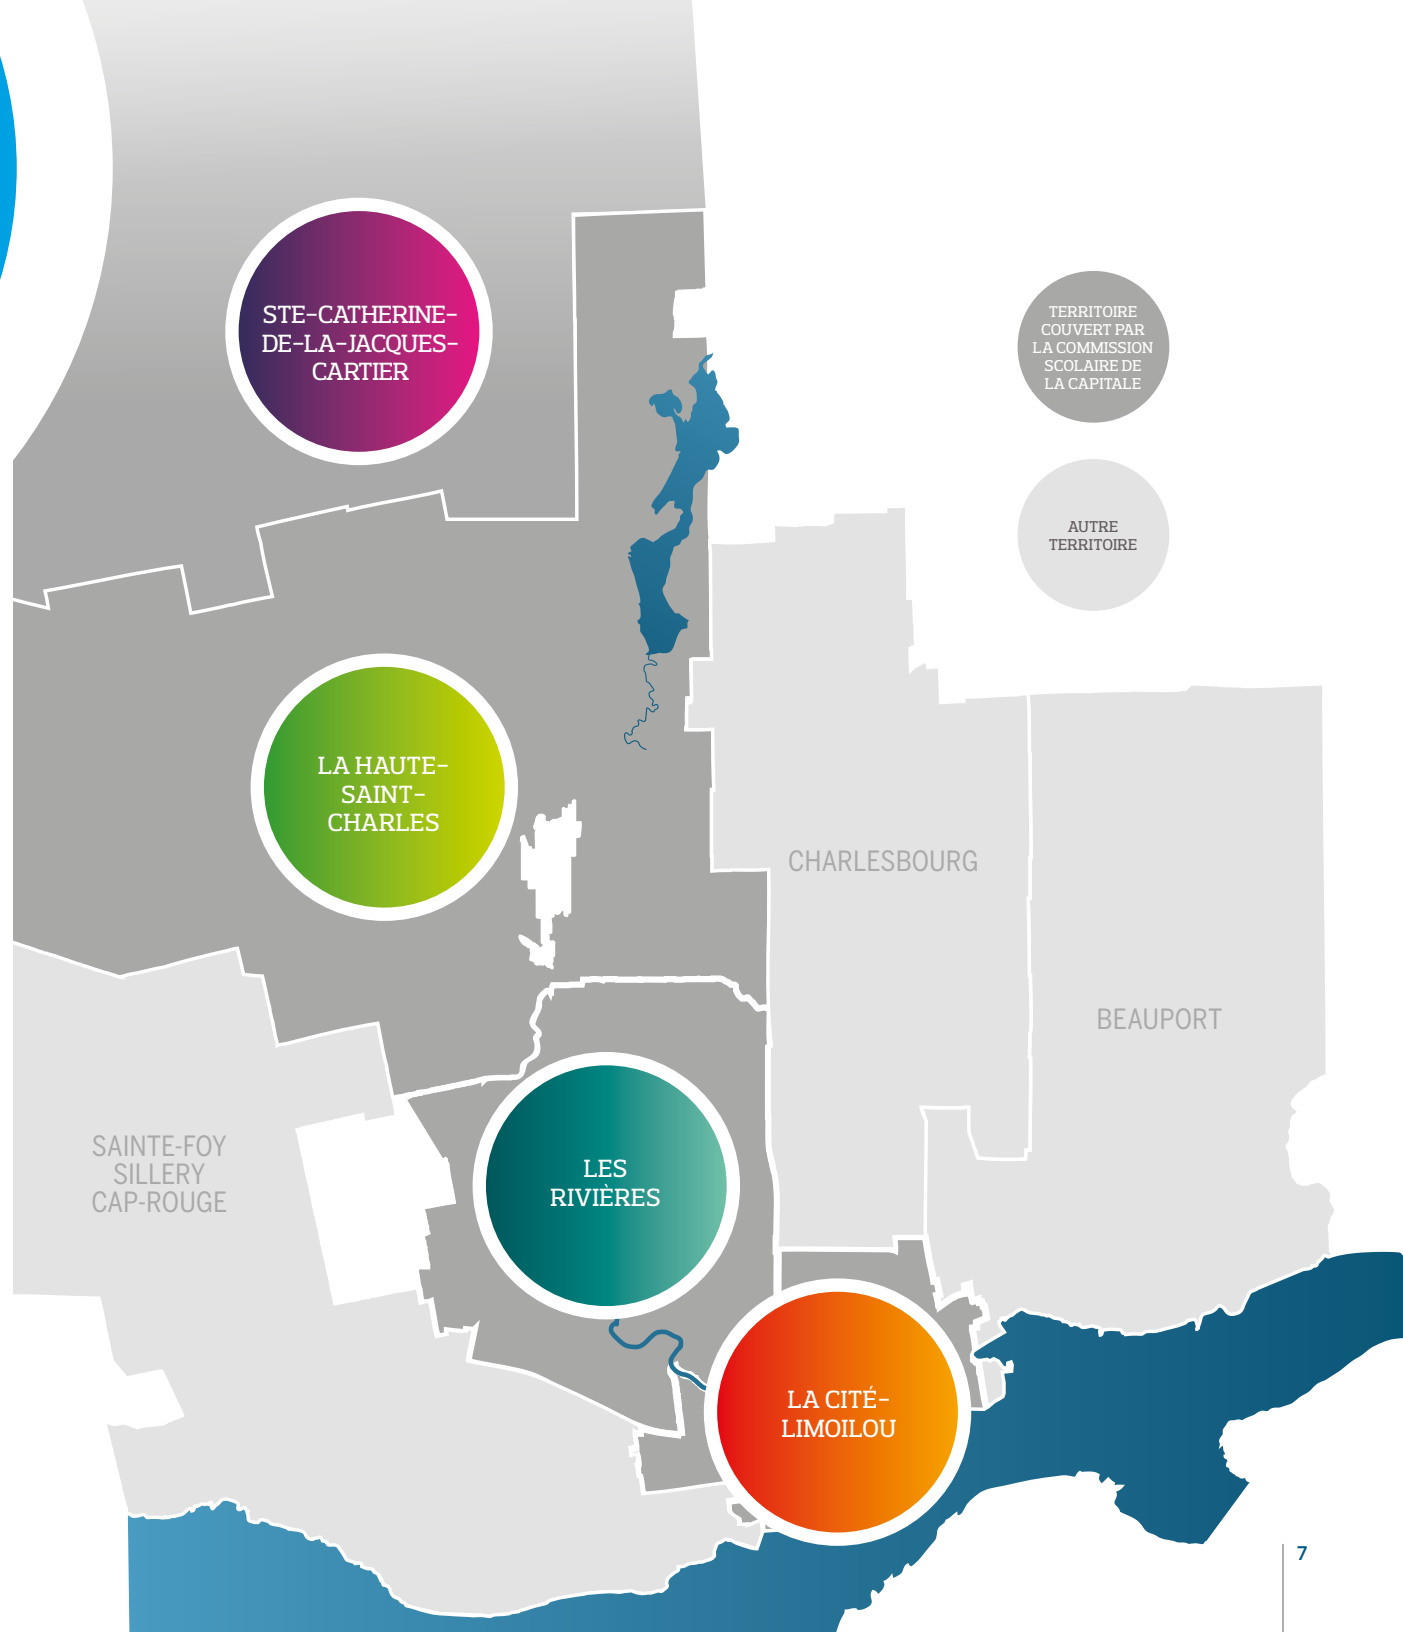 STE-CATHERINE-
DE-LA-JACQUES-
CARTIER
TERRITOIRE
COUVERT PAR
LA COMMISSION
SCOLAIRE DE
LA CAPITALE
AUTRE
TERRITOIRE
LA HAUTE-
SAINT-
CHARLES
CHARLESBOURG
BEAUPORT
SAINTE-FOY
SILLERY
CAP-ROUGE
LES
RIVIÈRES
LA CITÉ-
LIMOILOU
7